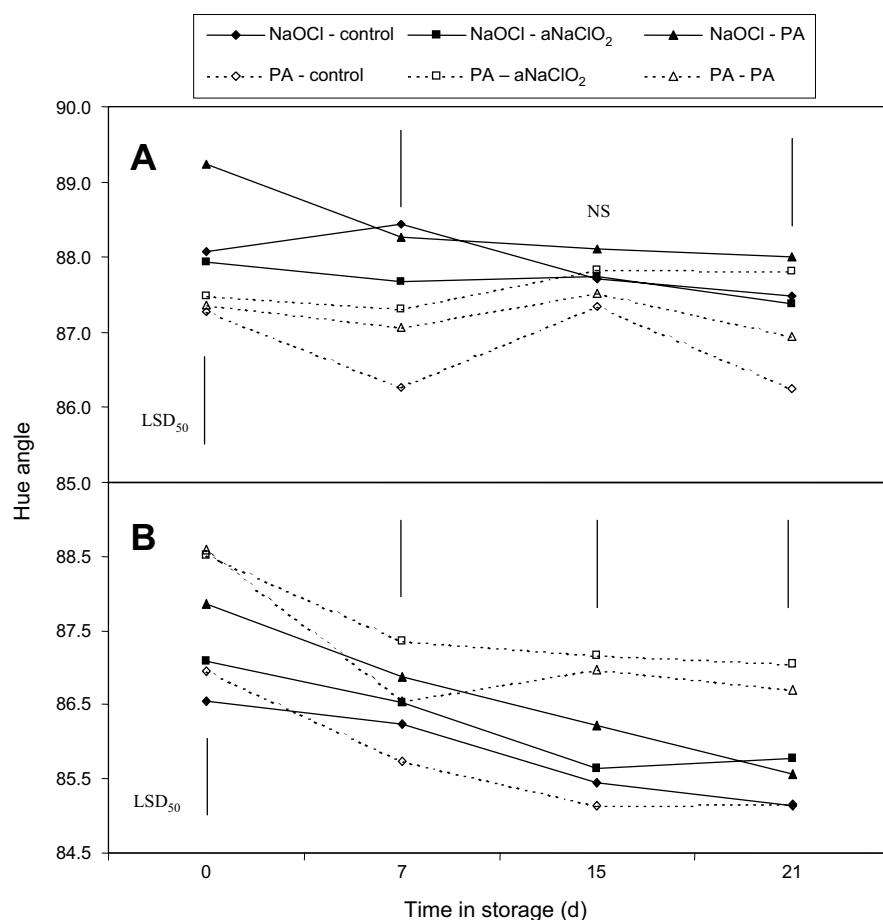 NaOCl - control NaOCl - aNaClO₂ NaOCl - PA
PA - control PA – aNaClO₂ PA - PA
90.0
A
89.0
NS
88.0
87.0
86.0
LSD₅₀
85.0
Hue angle
B
88.5
87.5
86.5
85.5
LSD₅₀
84.5
0 7 15 21
Time in storage (d)